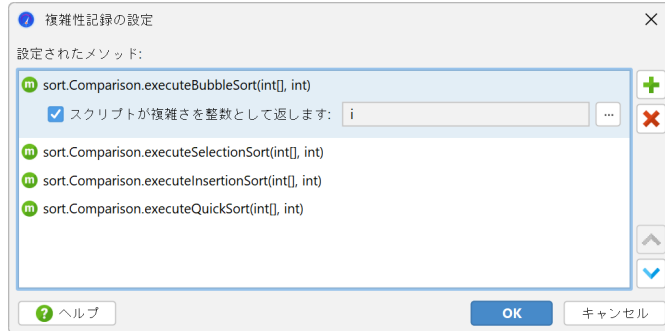 複雑性記録の設定
設定されたメソッド:
sort.Comparison.executeBubbleSort(int[], int)
スクリプトが複雑さを整数として返します: i ...
sort.Comparison.executeSelectionSort(int[], int)
sort.Comparison.executeInsertionSort(int[], int)
sort.Comparison.executeQuickSort(int[], int)
ヘルプ OK キャンセル